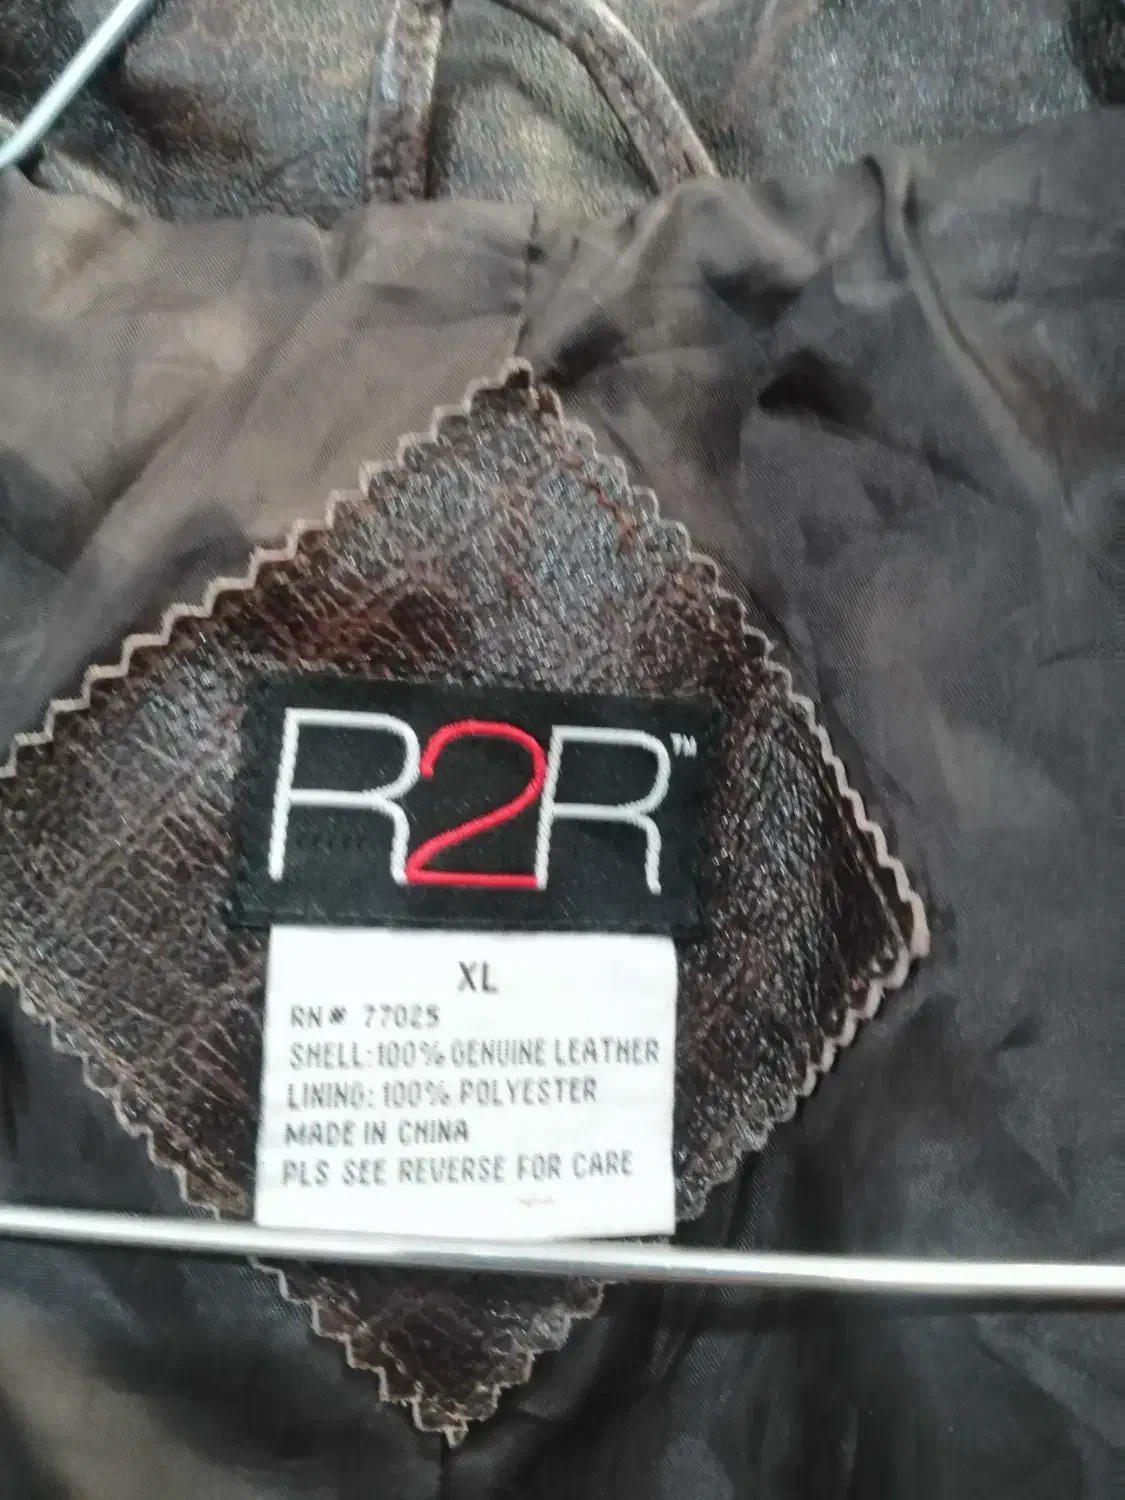 R2R™
XL
RN# 77025
SHELL:100% GENUINE LEATHER
LINING: 100% POLYESTER
MADE IN CHINA
PLS SEE REVERSE FOR CARE